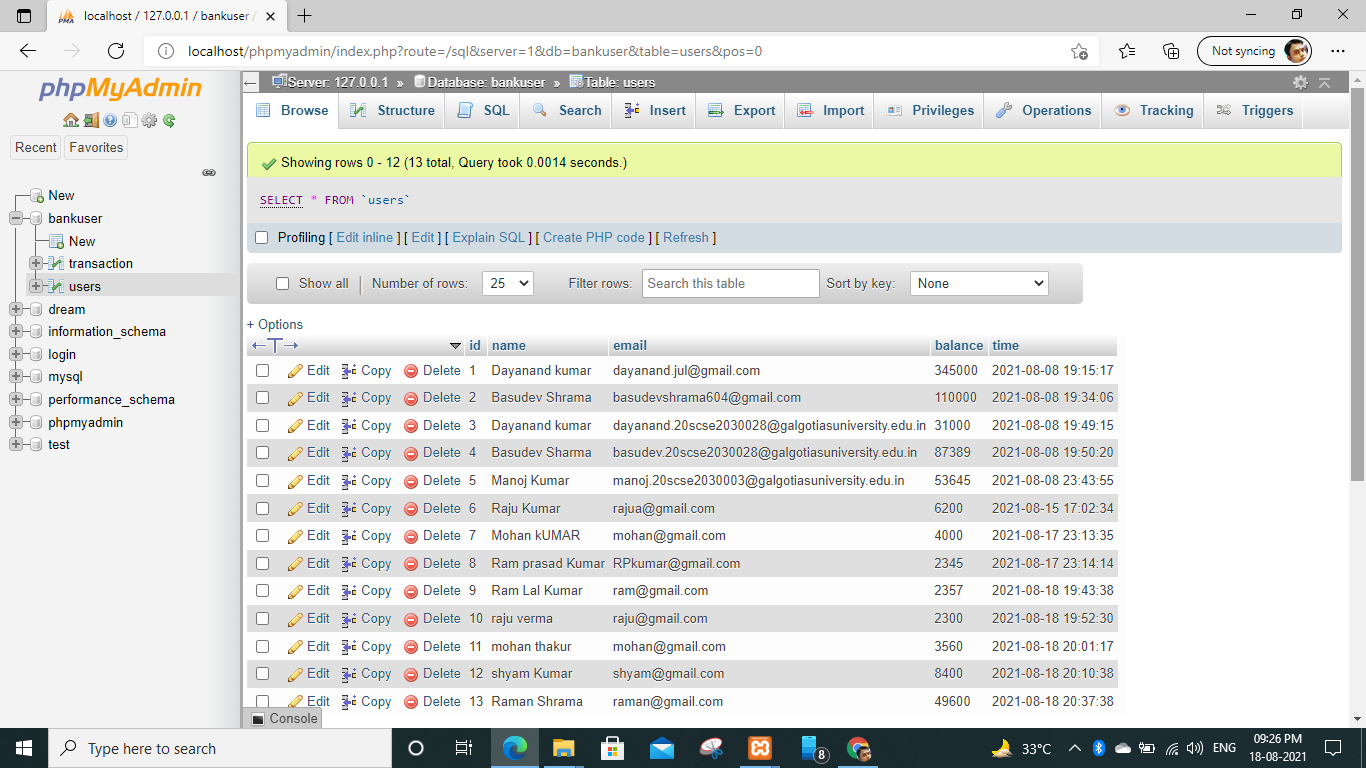 localhost / 127.0.0.1 / bankuser /
localhost/phpmyadmin/index.php?route=/sql&server=1&db=bankuser&table=users&pos=0
Not syncing
phpMyAdmin
Recent Favorites
New
bankuser
New
transaction
users
dream
information_schema
login
mysql
performance_schema
phpmyadmin
test
Server: 127.0.0.1 » Database: bankuser » Table: users
Browse Structure SQL Search Insert Export Import Privileges Operations Tracking Triggers
Showing rows 0 - 12 (13 total, Query took 0.0014 seconds.)
SELECT * FROM `users`
Profiling [ Edit inline ] [ Edit ] [ Explain SQL ] [ Create PHP code ] [ Refresh ]
Show all Number of rows: 25 Filter rows: Search this table Sort by key: None
+ Options
id name email balance time
Edit Copy Delete 1 Dayanand kumar dayanand.jul@gmail.com 345000 2021-08-08 19:15:17
Edit Copy Delete 2 Basudev Shrama basudevshrama604@gmail.com 110000 2021-08-08 19:34:06
Edit Copy Delete 3 Dayanand kumar dayanand.20scse2030028@galgotiasuniversity.edu.in 31000 2021-08-08 19:49:15
Edit Copy Delete 4 Basudev Sharma basudev.20scse2030028@galgotiasuniversity.edu.in 87389 2021-08-08 19:50:20
Edit Copy Delete 5 Manoj Kumar manoj.20scse2030003@galgotiasuniversity.edu.in 53645 2021-08-08 23:43:55
Edit Copy Delete 6 Raju Kumar rajua@gmail.com 6200 2021-08-15 17:02:34
Edit Copy Delete 7 Mohan kUMAR mohan@gmail.com 4000 2021-08-17 23:13:35
Edit Copy Delete 8 Ram prasad Kumar RPkumar@gmail.com 2345 2021-08-17 23:14:14
Edit Copy Delete 9 Ram Lal Kumar ram@gmail.com 2357 2021-08-18 19:43:38
Edit Copy Delete 10 raju verma raju@gmail.com 2300 2021-08-18 19:52:30
Edit Copy Delete 11 mohan thakur mohan@gmail.com 3560 2021-08-18 20:01:17
Edit Copy Delete 12 shyam Kumar shyam@gmail.com 8400 2021-08-18 20:10:38
Edit Copy Delete 13 Raman Shrama raman@gmail.com 49600 2021-08-18 20:37:38
Console
Type here to search
8
33°C
ENG
09:26 PM
18-08-2021